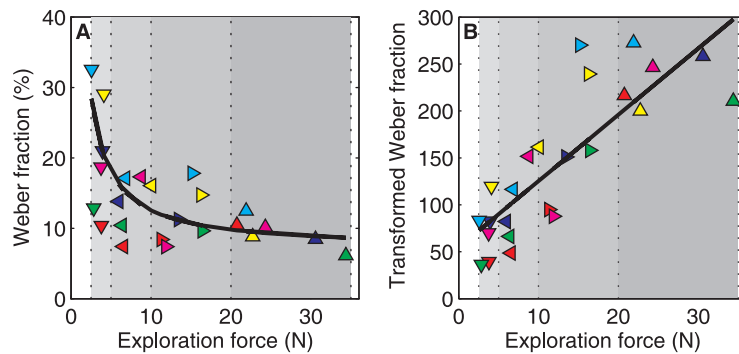 A
Weber fraction (%)
40
30
20
10
0
0 10 20 30
Exploration force (N)
B
Transformed Weber fraction
300
250
200
150
100
50
0
0 10 20 30
Exploration force (N)